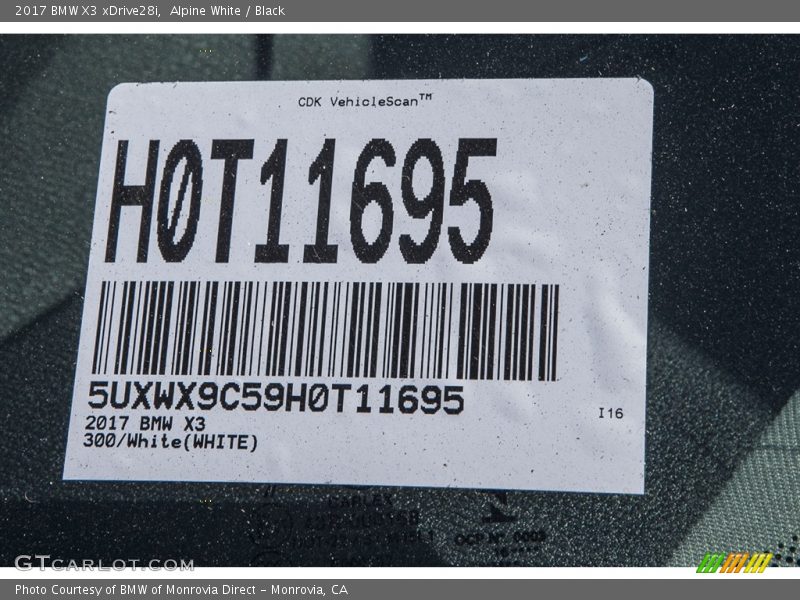 2017 BMW X3 xDrive28i, Alpine White / Black
CDK VehicleScan™
H0T11695
5UXWX9C59H0T11695
2017 BMW X3
300/White(WHITE)
I16
GTCARLOT.COM
Photo Courtesy of BMW of Monrovia Direct - Monrovia, CA